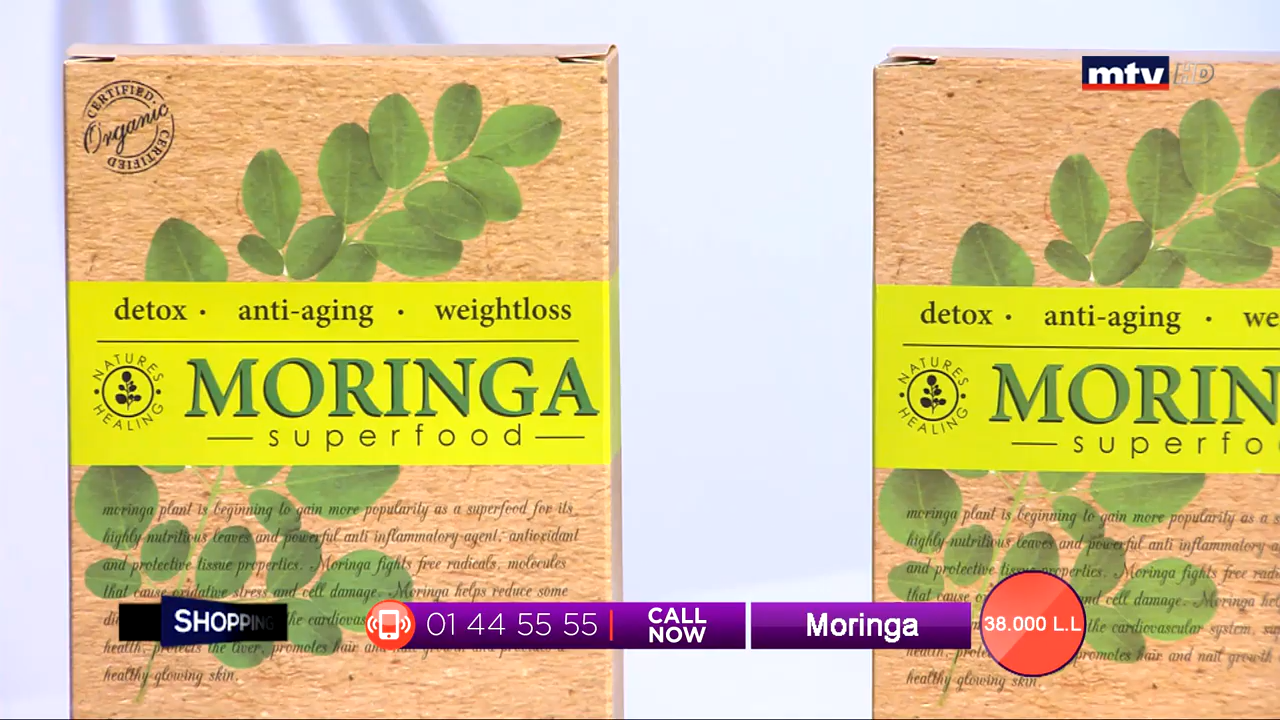 mtv HD
CERTIFIED
Organic
CERTIFIED
detox · anti-aging · weightloss
NATURES
HEALING
MORINGA
superfood
moringa plant is beginning to gain more popularity as a superfood for its
highly nutritious leaves and powerful anti inflammatory agent, antioxidant
and protective tissue properties. Moringa fights free radicals, molecules
that cause oxidative stress and cell damage. Moringa helps reduce some
health, protects the liver, promotes hair and nail growth and provides a
healthy glowing skin.
detox · anti-aging · we
NATURES
HEALING
MORIN
superfo
moringa plant is beginning to gain more popularity as a s
highly nutritious leaves and powerful anti inflammatory a
and protective tissue properties. Moringa fights free radi
that cause oxidative stress and cell damage. Moringa hel
the cardiovascular system, su
promotes hair and nail growth
healthy glowing skin.
SHOPPING
01 44 55 55
CALL
NOW
Moringa
38.000 L.L